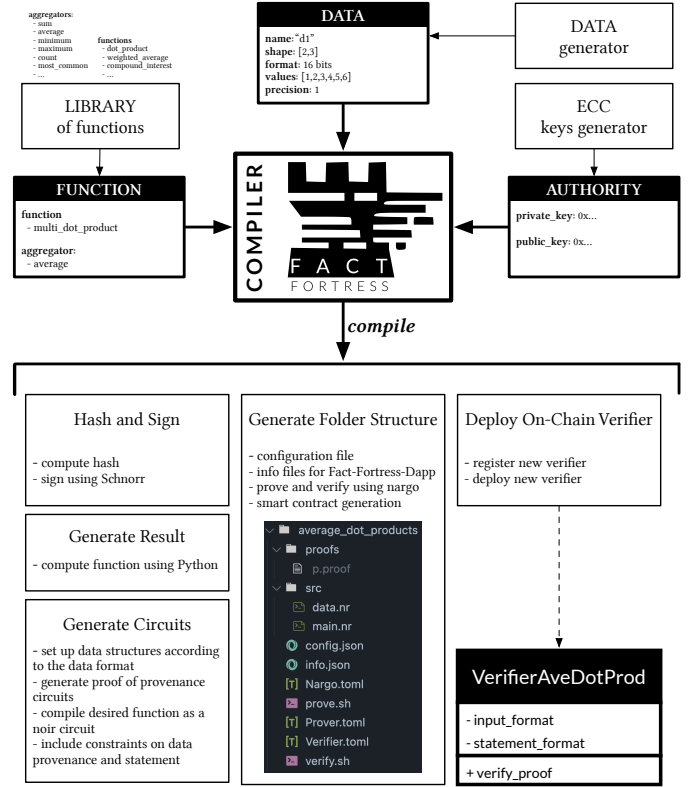 aggregators:
- sum
- average
- minimum
- maximum
- count
- most_common
- ...
functions
- dot_product
- weighted_average
- compound_interest
- ...
DATA
name:"d1"
shape: [2,3]
format: 16 bits
values: [1,2,3,4,5,6]
precision: 1
DATA
generator
LIBRARY
of functions
ECC
keys generator
FUNCTION
function
- multi_dot_product
aggregator:
- average
COMPILER
FACT
FORTRESS
AUTHORITY
private_key: 0x...
public_key: 0x...
compile
Hash and Sign
- compute hash
- sign using Schnorr
Generate Result
- compute function using Python
Generate Circuits
- set up data structures according
to the data format
- generate proof of provenance
circuits
- compile desired function as a
noir circuit
- include constraints on data
provenance and statement
Generate Folder Structure
- configuration file
- info files for Fact-Fortress-Dapp
- prove and verify using nargo
- smart contract generation
average_dot_products
proofs
p.proof
src
data.nr
main.nr
config.json
info.json
[T] Nargo.toml
prove.sh
[T] Prover.toml
[T] Verifier.toml
verify.sh
Deploy On-Chain Verifier
- register new verifier
- deploy new verifier
VerifierAveDotProd
- input_format
- statement_format
+ verify_proof